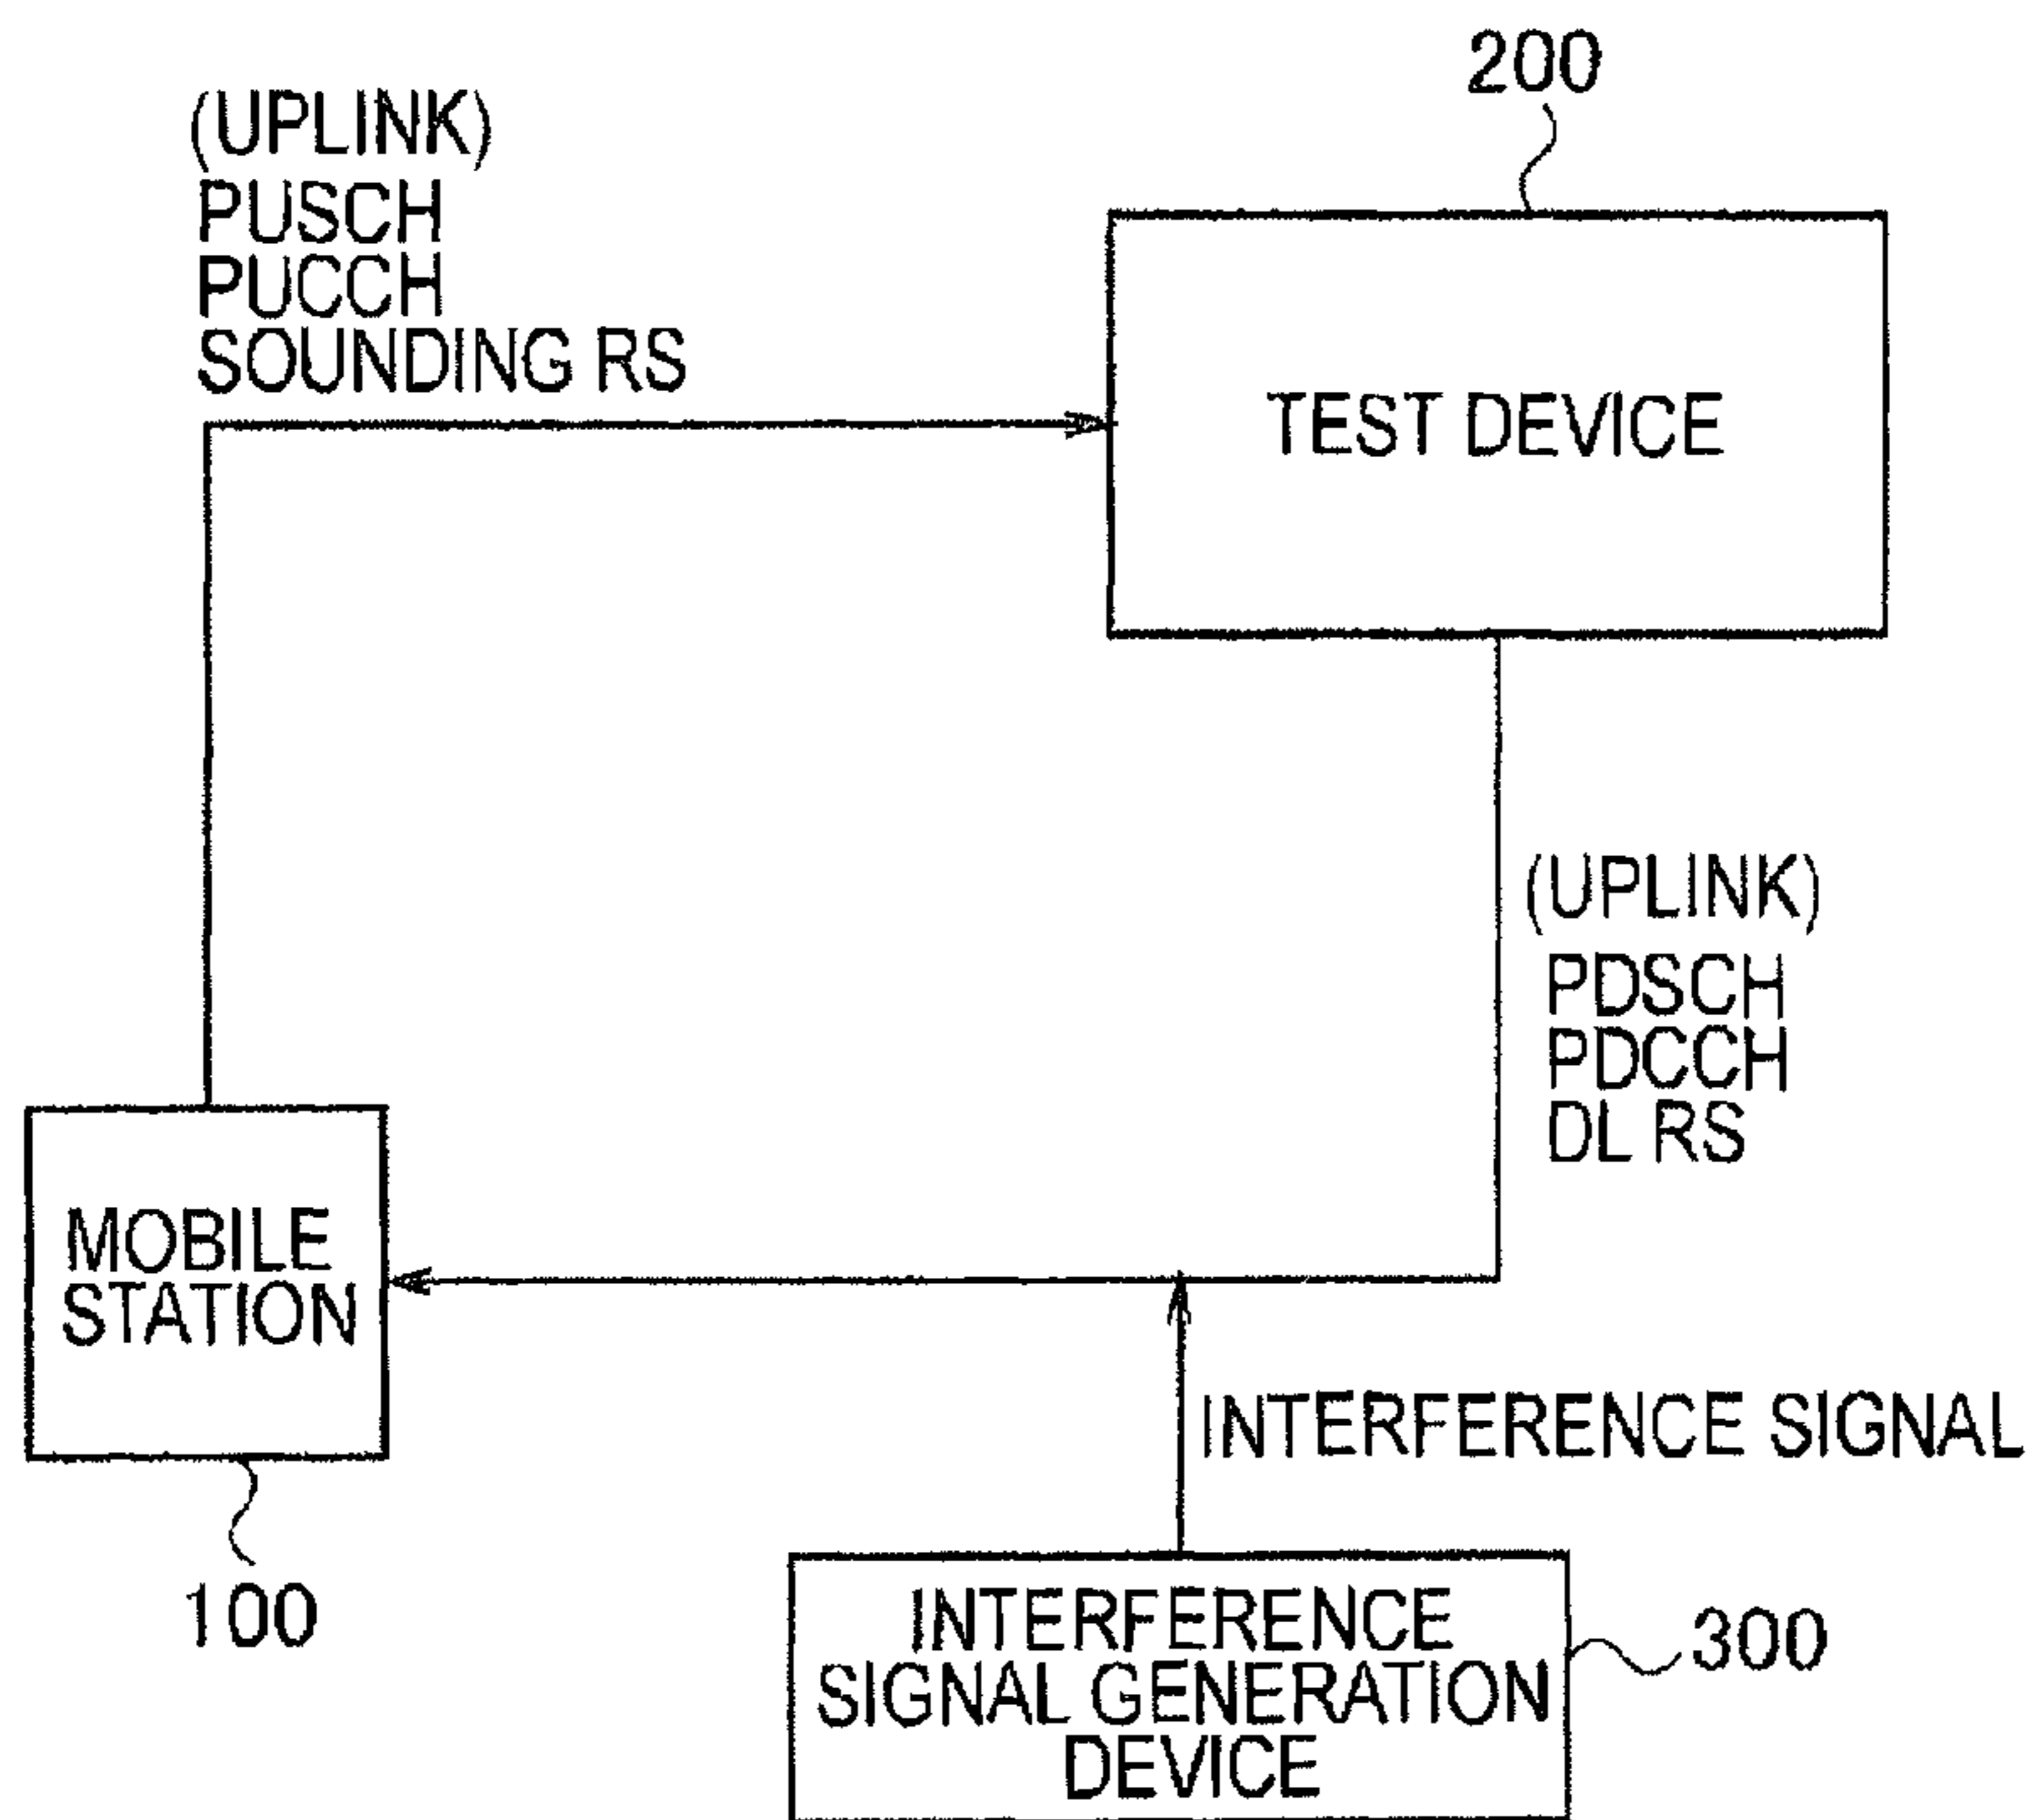 200
(UPLINK)
PUSCH
PUCCH
SOUNDING RS
TEST DEVICE
(UPLINK)
PDSCH
PDCCH
DL RS
MOBILE
STATION
INTERFERENCE SIGNAL
100
INTERFERENCE
SIGNAL GENERATION
DEVICE
300